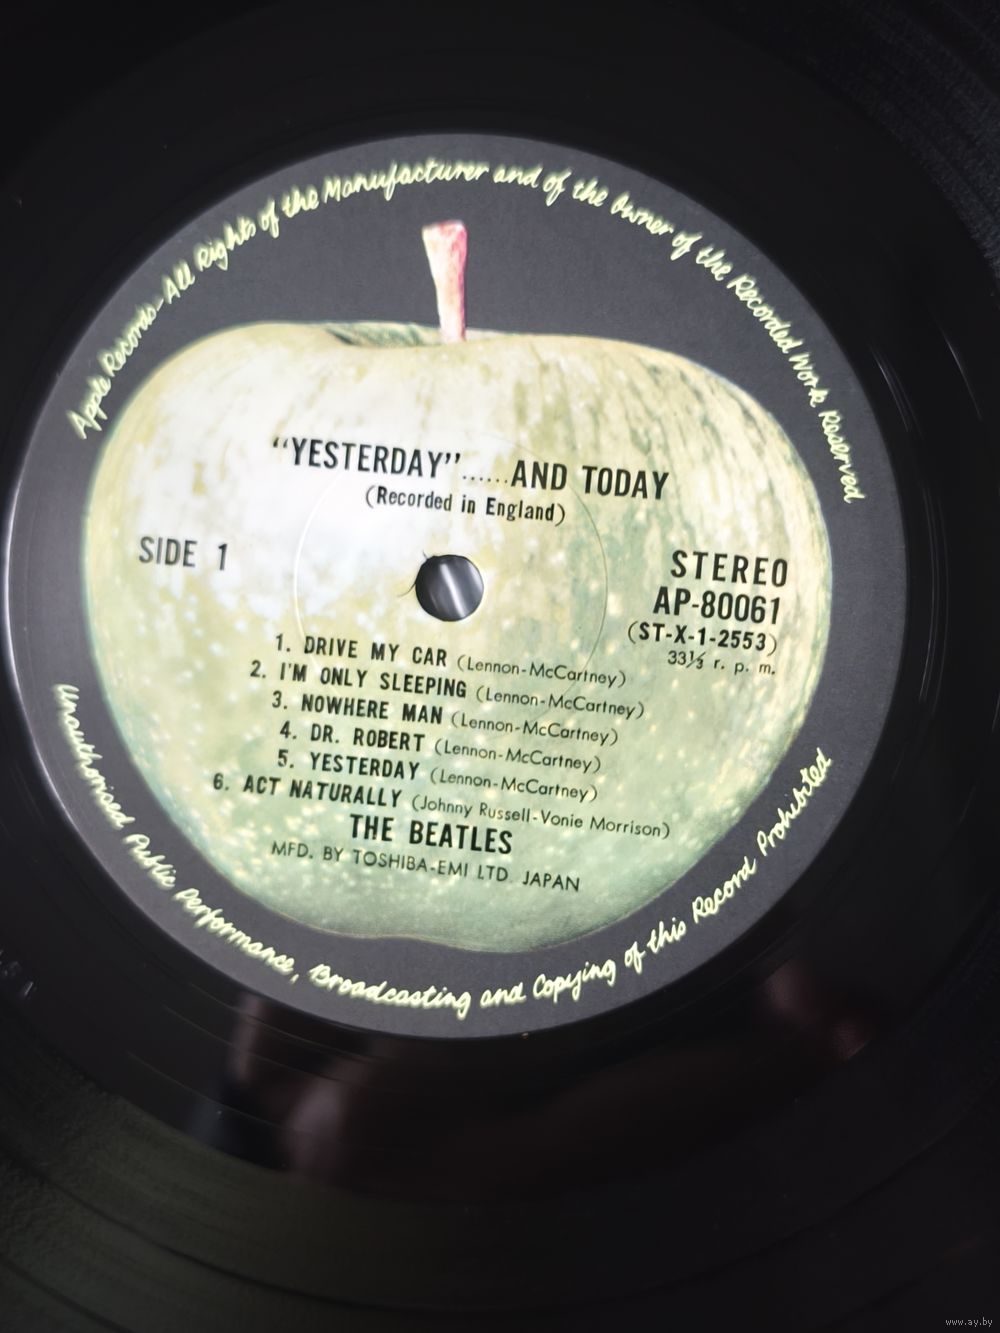 Apple Records-All Rights of the Manufacturer and of the Owner of the Recorded Work Reserved
"YESTERDAY"......AND TODAY
(Recorded in England)
SIDE 1
STEREO
AP-80061
(ST-X-1-2553)
33⅓ r. p. m.
1. DRIVE MY CAR (Lennon-McCartney)
2. I'M ONLY SLEEPING (Lennon-McCartney)
3. NOWHERE MAN (Lennon-McCartney)
4. DR. ROBERT (Lennon-McCartney)
5. YESTERDAY (Lennon-McCartney)
6. ACT NATURALLY (Johnny Russell-Vonie Morrison)
THE BEATLES
MFD. BY TOSHIBA-EMI LTD. JAPAN
Unauthorised Public Performance, Broadcasting and Copying of this Record Prohibited
www.ay.by